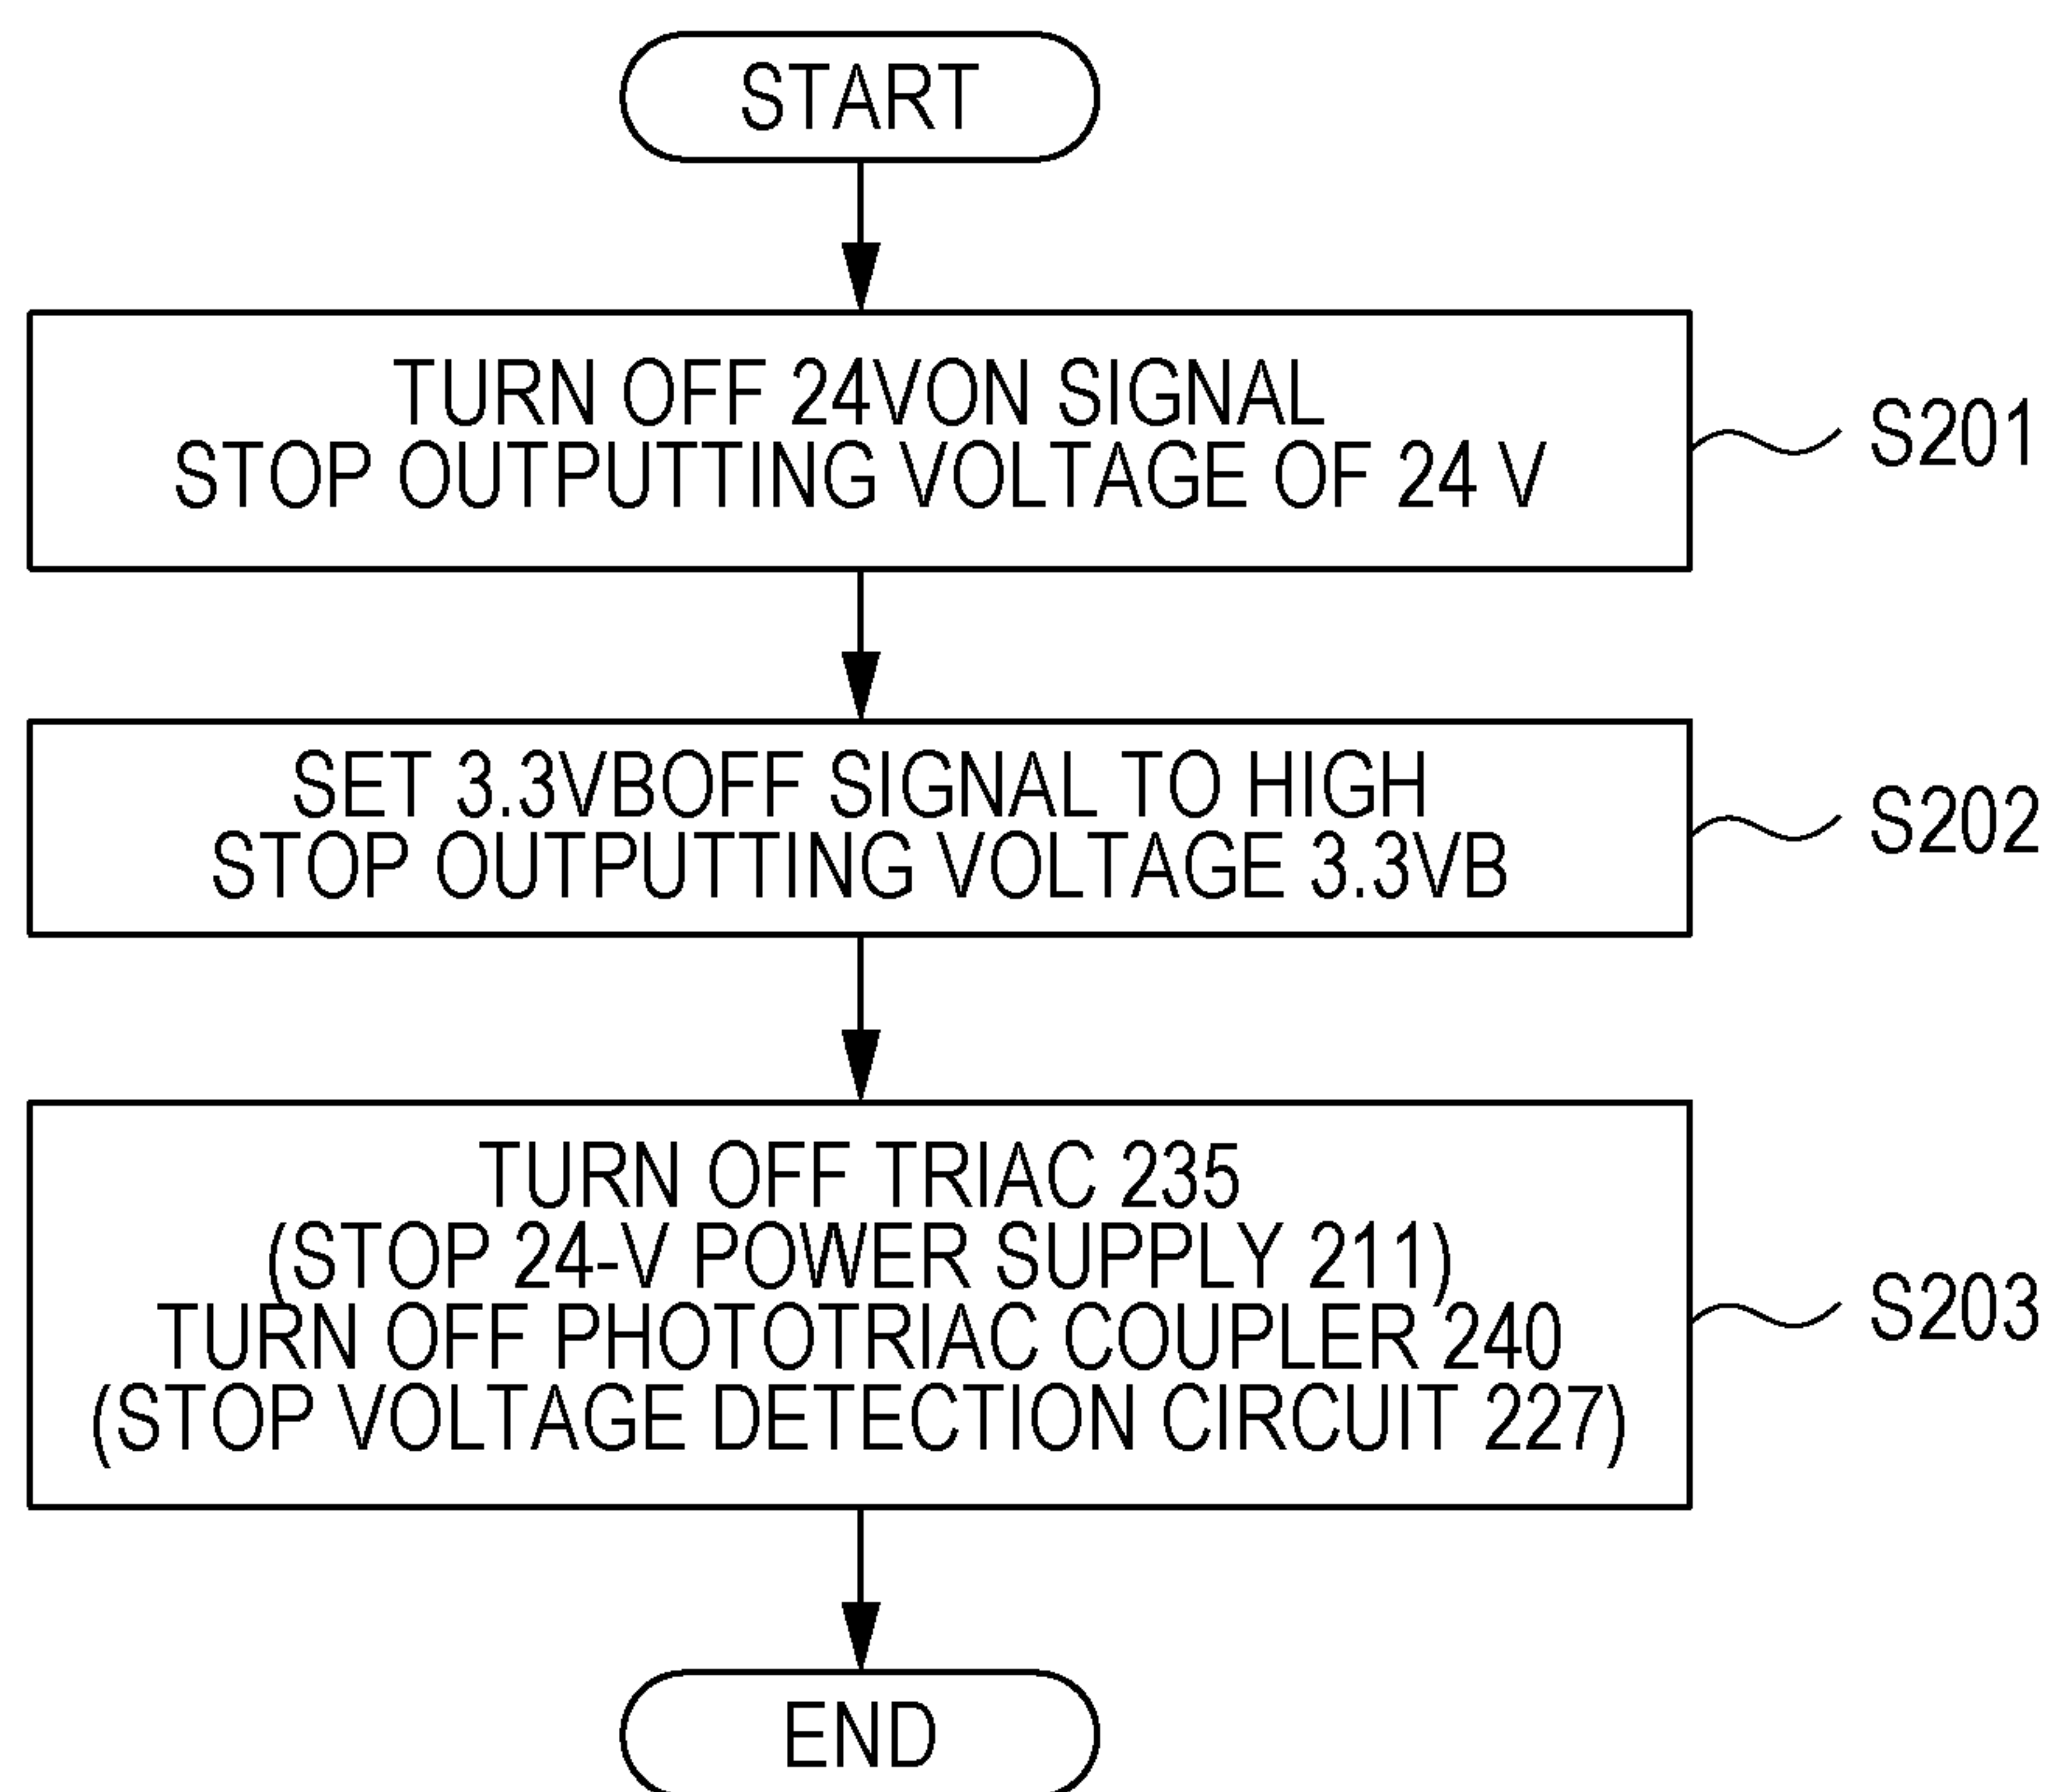 START
TURN OFF 24VON SIGNAL
STOP OUTPUTTING VOLTAGE OF 24 V
S201
SET 3.3VBOFF SIGNAL TO HIGH
STOP OUTPUTTING VOLTAGE 3.3VB
S202
TURN OFF TRIAC 235
(STOP 24-V POWER SUPPLY 211)
TURN OFF PHOTOTRIAC COUPLER 240
(STOP VOLTAGE DETECTION CIRCUIT 227)
S203
END